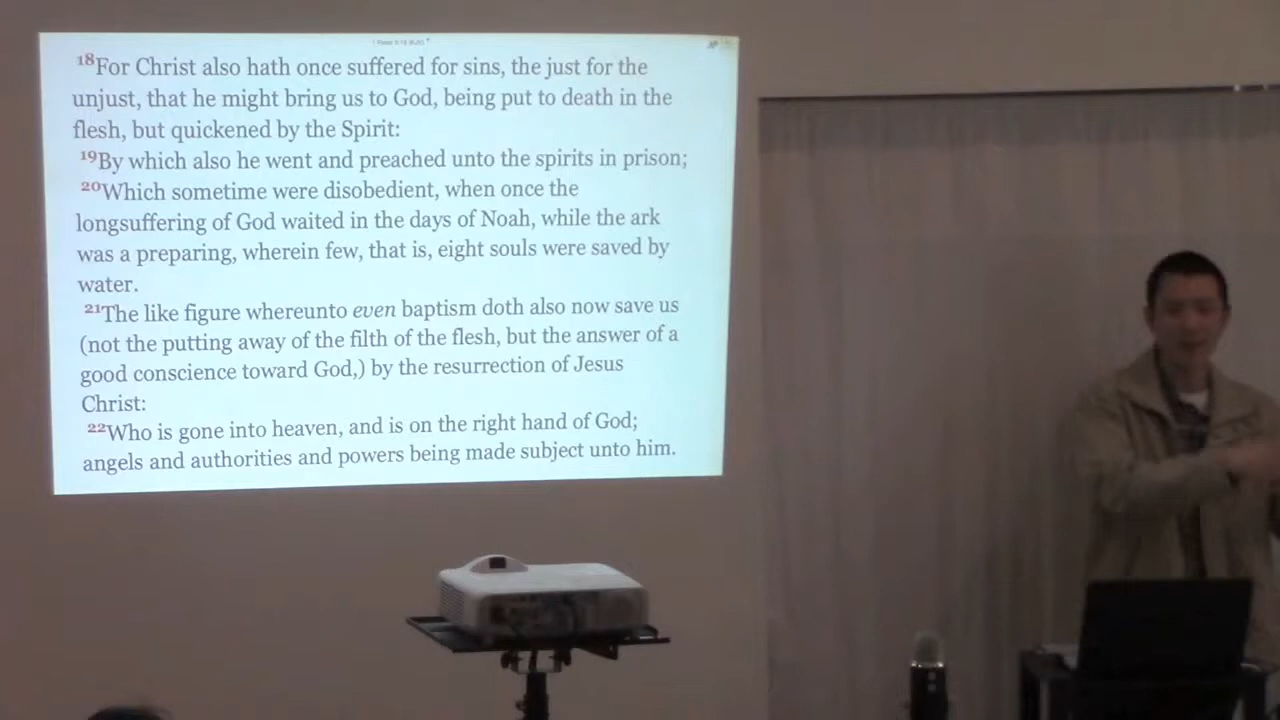 18For Christ also hath once suffered for sins, the just for the
unjust, that he might bring us to God, being put to death in the
flesh, but quickened by the Spirit:
19By which also he went and preached unto the spirits in prison;
20Which sometime were disobedient, when once the
longsuffering of God waited in the days of Noah, while the ark
was a preparing, wherein few, that is, eight souls were saved by
water.
21The like figure whereunto even baptism doth also now save us
(not the putting away of the filth of the flesh, but the answer of a
good conscience toward God,) by the resurrection of Jesus
Christ:
22Who is gone into heaven, and is on the right hand of God;
angels and authorities and powers being made subject unto him.